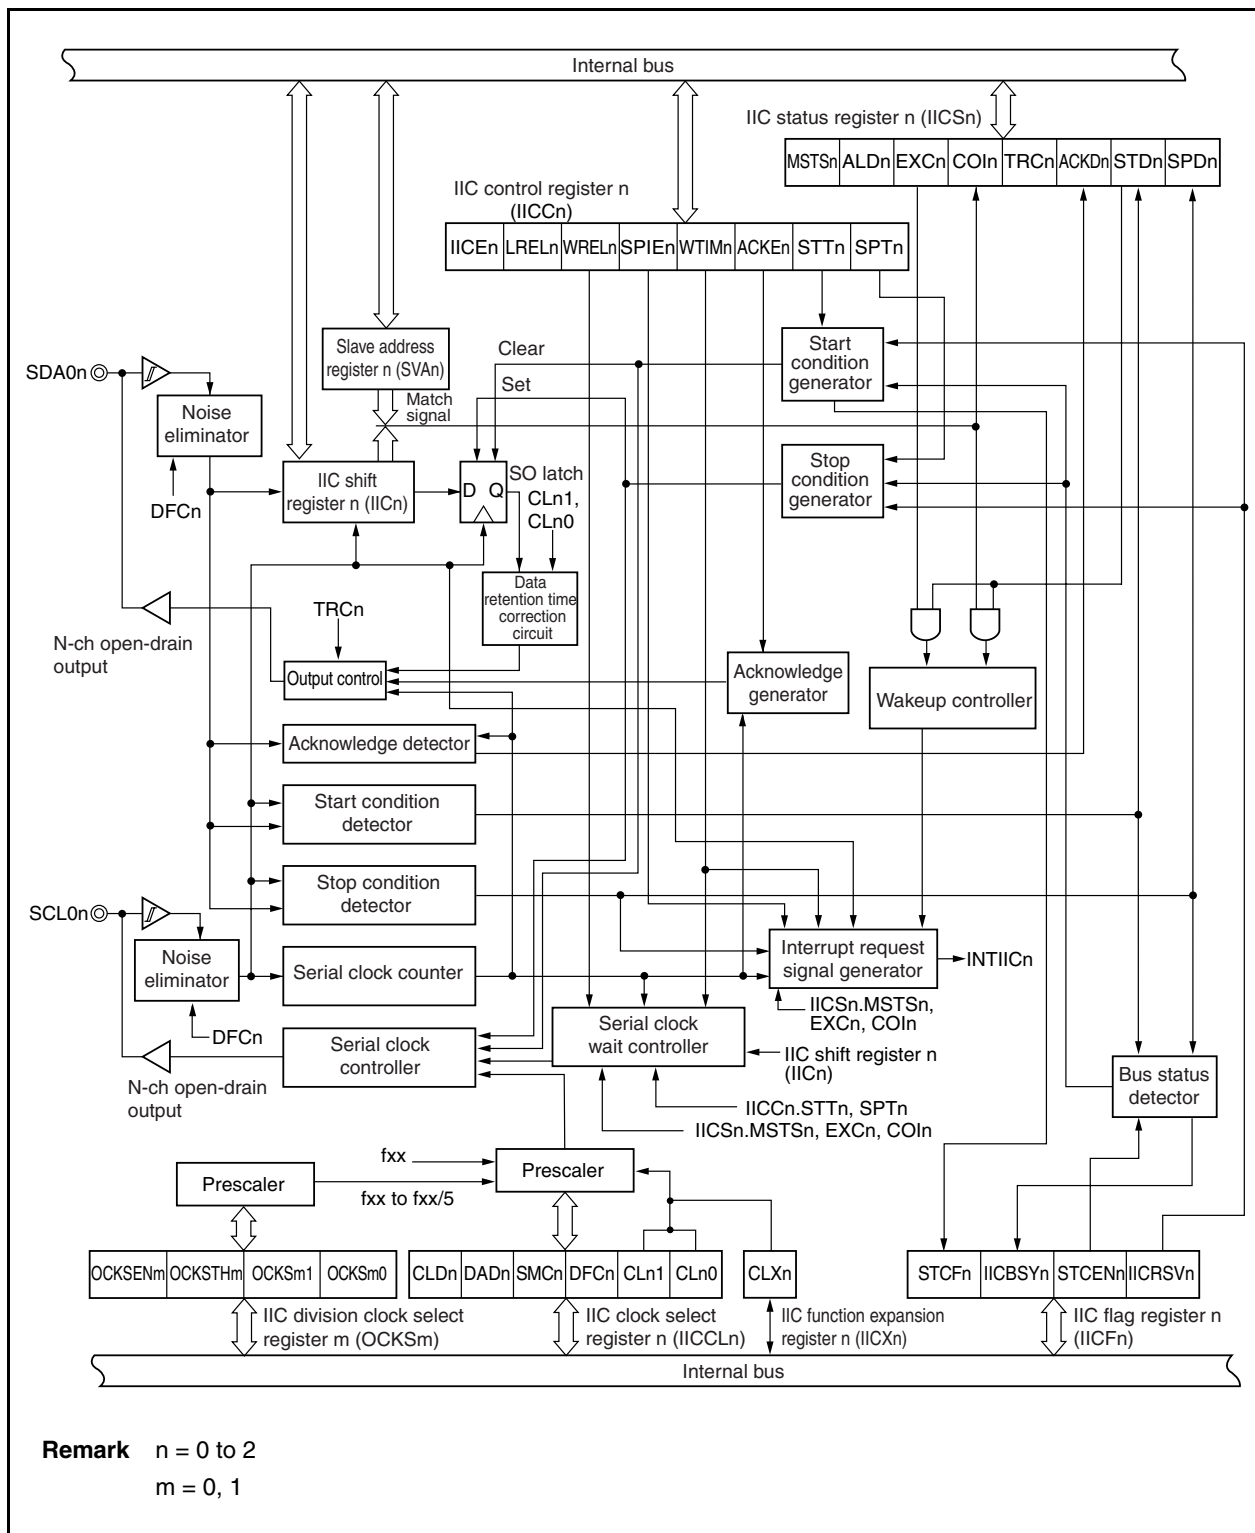 Internal bus
IIC status register n (IICSn)
MSTSn ALDn EXCn COIn TRCn ACKDn STDn SPDn
IIC control register n
(IICCn)
IICEn LRELn WRELn SPIEn WTIMn ACKEn STTn SPTn
Slave address
register n (SVAn)
Clear
Start
condition
generator
SDA0n
Set
Match
signal
Noise
eliminator
Stop
condition
generator
IIC shift
register n (IICn)
SO latch
D Q
CLn1,
CLn0
DFCn
Data
retention time
correction
circuit
TRCn
N-ch open-drain
output
Output control
Acknowledge
generator
Wakeup controller
Acknowledge detector
Start condition
detector
Stop condition
detector
SCL0n
Noise
eliminator
Serial clock counter
Interrupt request
signal generator
INTIICn
IICSn.MSTSn,
EXCn, COIn
DFCn
Serial clock
controller
Serial clock
wait controller
IIC shift register n
(IICn)
N-ch open-drain
output
Bus status
detector
IICCn.STTn, SPTn
IICSn.MSTSn, EXCn, COIn
fxx
Prescaler
Prescaler
fxx to fxx/5
OCKSENm OCKSTHm OCKSm1 OCKSm0
CLDn DADn SMCn DFCn CLn1 CLn0
CLXn
STCFn IICBSYn STCENn IICRSVn
IIC division clock select
register m (OCKSm)
IIC clock select
register n (IICCLn)
IIC function expansion
register n (IICXn)
IIC flag register n
(IICFn)
Internal bus
Remark n = 0 to 2
m = 0, 1